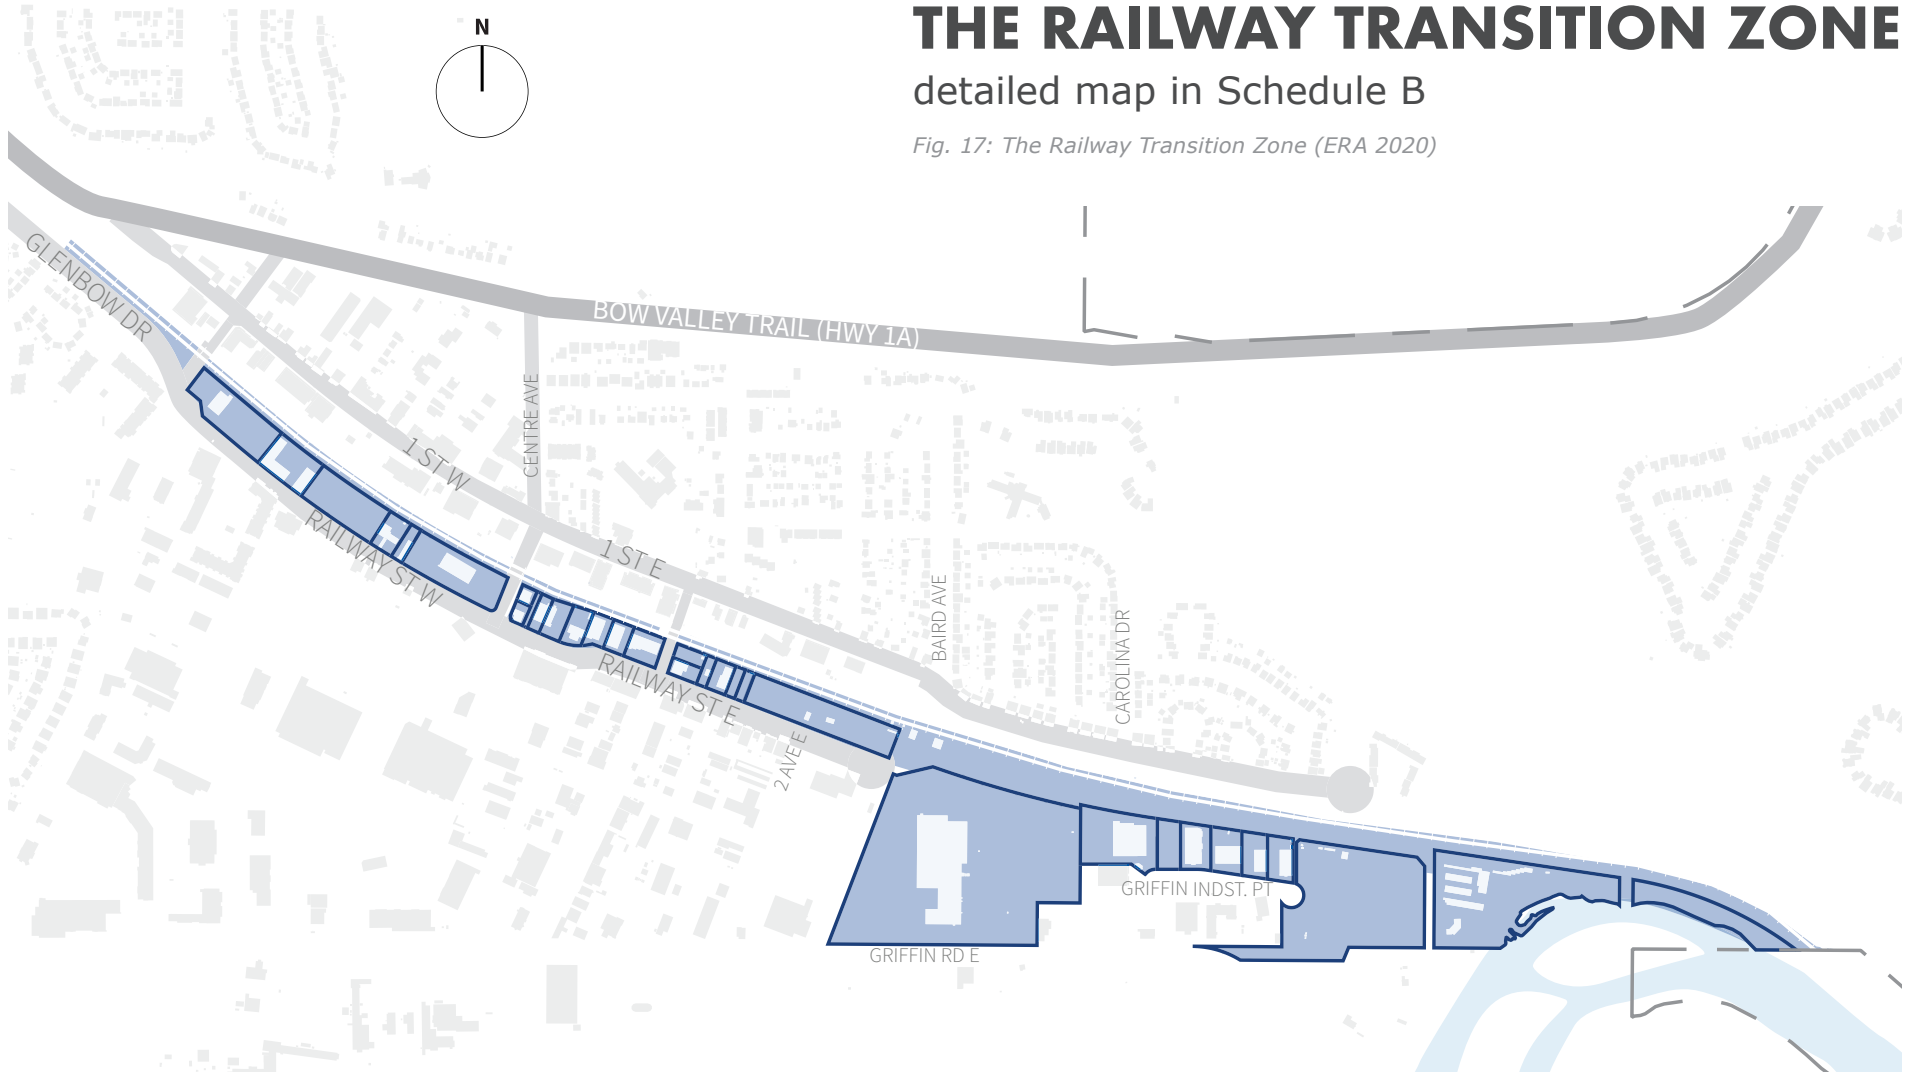 THE RAILWAY TRANSITION ZONE
detailed map in Schedule B
Fig. 17: The Railway Transition Zone (ERA 2020)
N
GLENBOW DR
BOW VALLEY TRAIL (HWY 1A)
CENTRE AVE
1 ST W
RAILWAY ST W
1 ST E
BAIRD AVE
CAROLINA DR
RAILWAY ST E
2 AVE E
GRIFFIN INDST. PT
GRIFFIN RD E